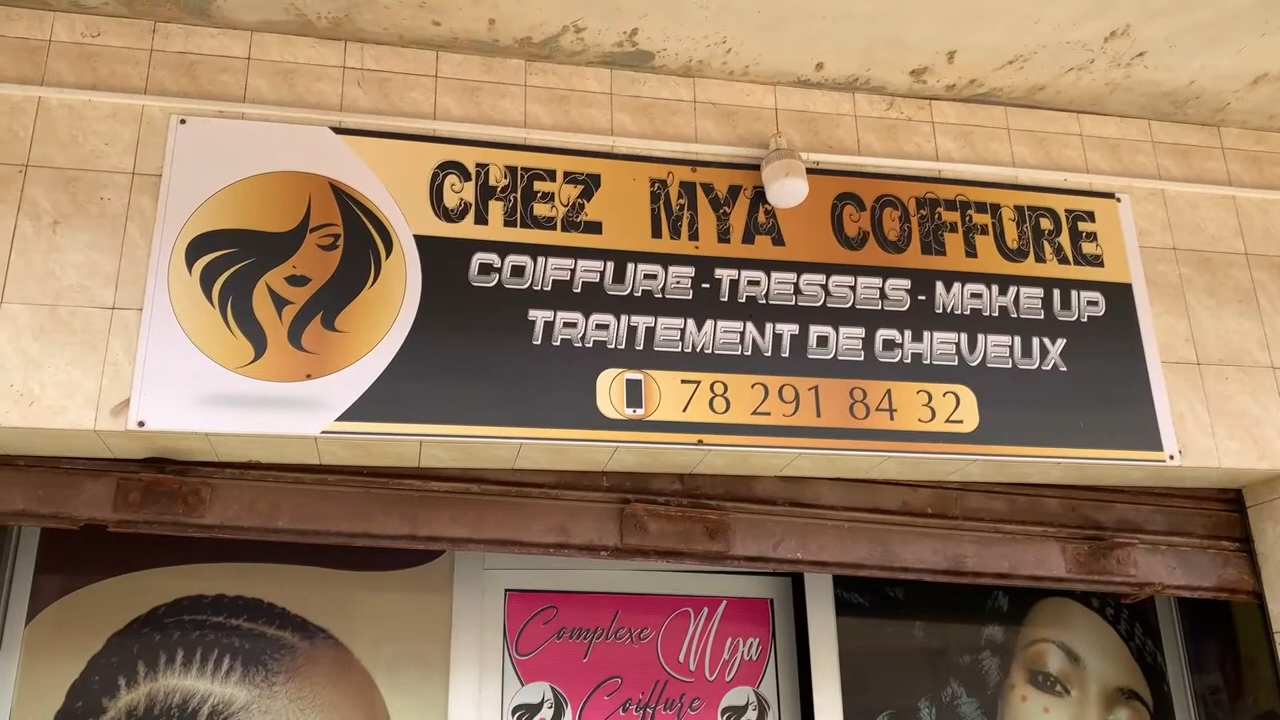 CHEZ MYA COIFFURE
COIFFURE - TRESSES - MAKE UP
TRAITEMENT DE CHEVEUX
78 291 84 32
Complexe Mya
Coiffure